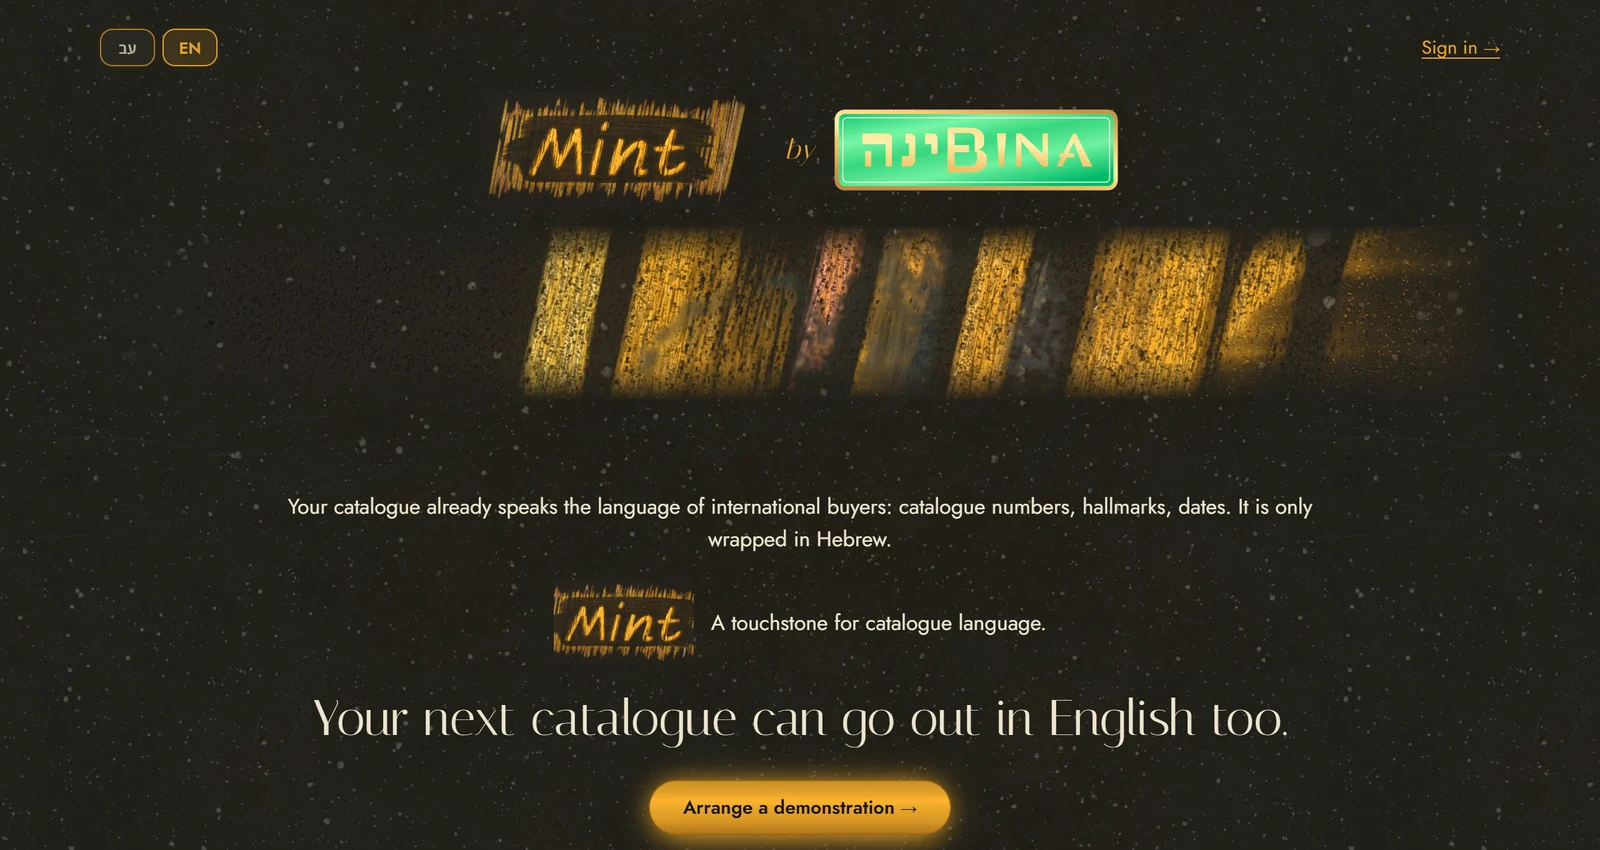 עב
EN
Sign in →
Mint
by
בינה BINA
Your catalogue already speaks the language of international buyers: catalogue numbers, hallmarks, dates. It is only
wrapped in Hebrew.
Mint
A touchstone for catalogue language.
Your next catalogue can go out in English too.
Arrange a demonstration →